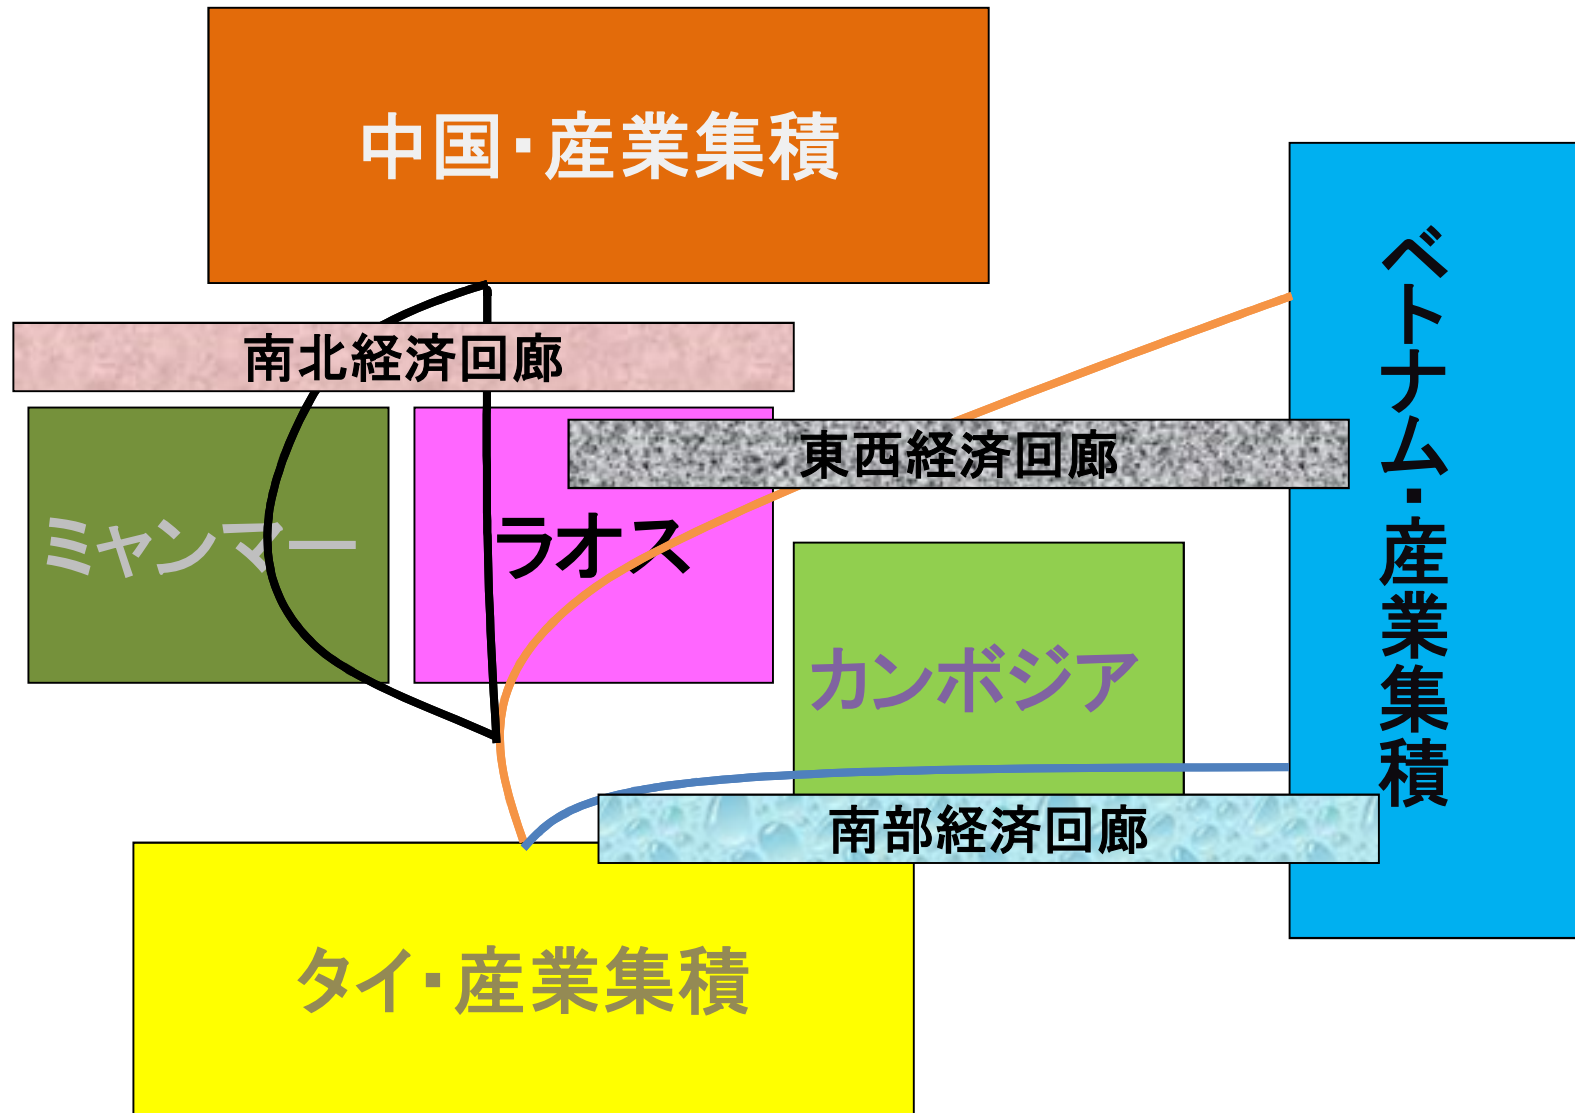 中国・産業集積
南北経済回廊
東西経済回廊
ミャンマー
ラオス
カンボジア
ベトナム・産業集積
南部経済回廊
タイ・産業集積